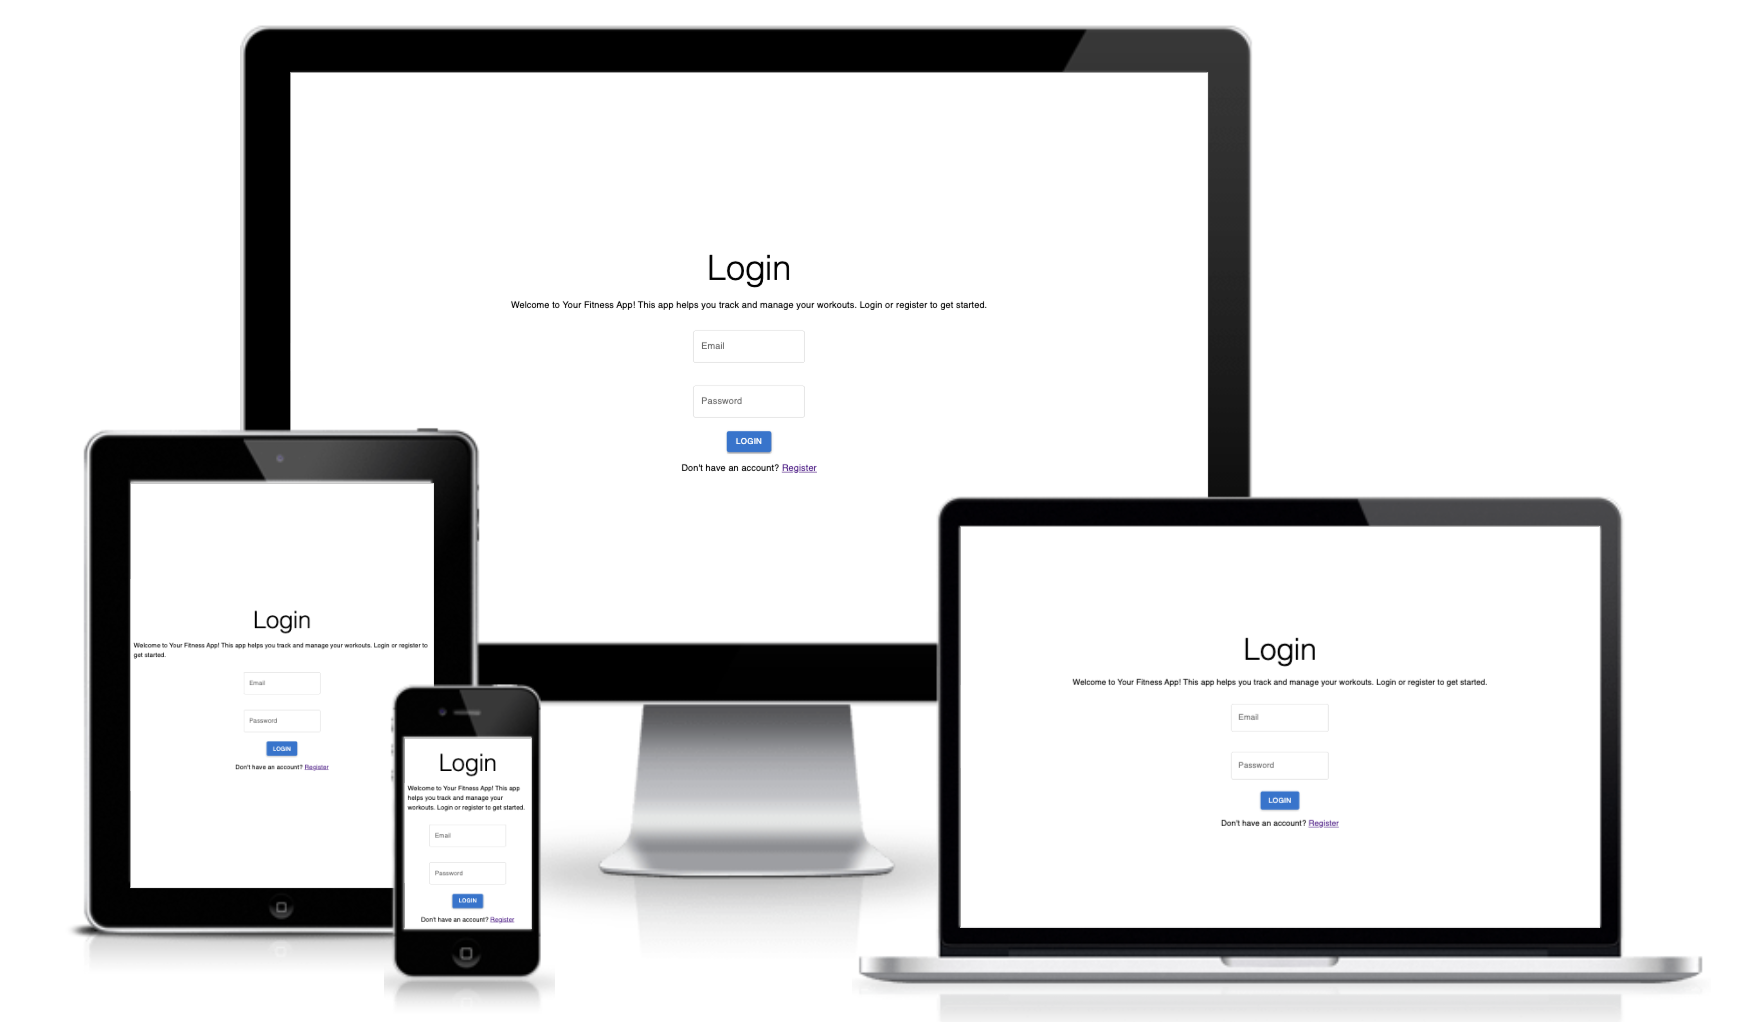 Login
Welcome to Your Fitness App! This app helps you track and manage your workouts. Login or register to get started.
Email
Password
LOGIN
Don't have an account? Register
Login
Welcome to Your Fitness App! This app helps you track and manage your workouts. Login or register to
get started.
Email
Password
LOGIN
Don't have an account? Register
Login
Welcome to Your Fitness App! This app
helps you track and manage your
workouts. Login or register to get started.
Email
Password
LOGIN
Don't have an account? Register
Login
Welcome to Your Fitness App! This app helps you track and manage your workouts. Login or register to get started.
Email
Password
LOGIN
Don't have an account? Register